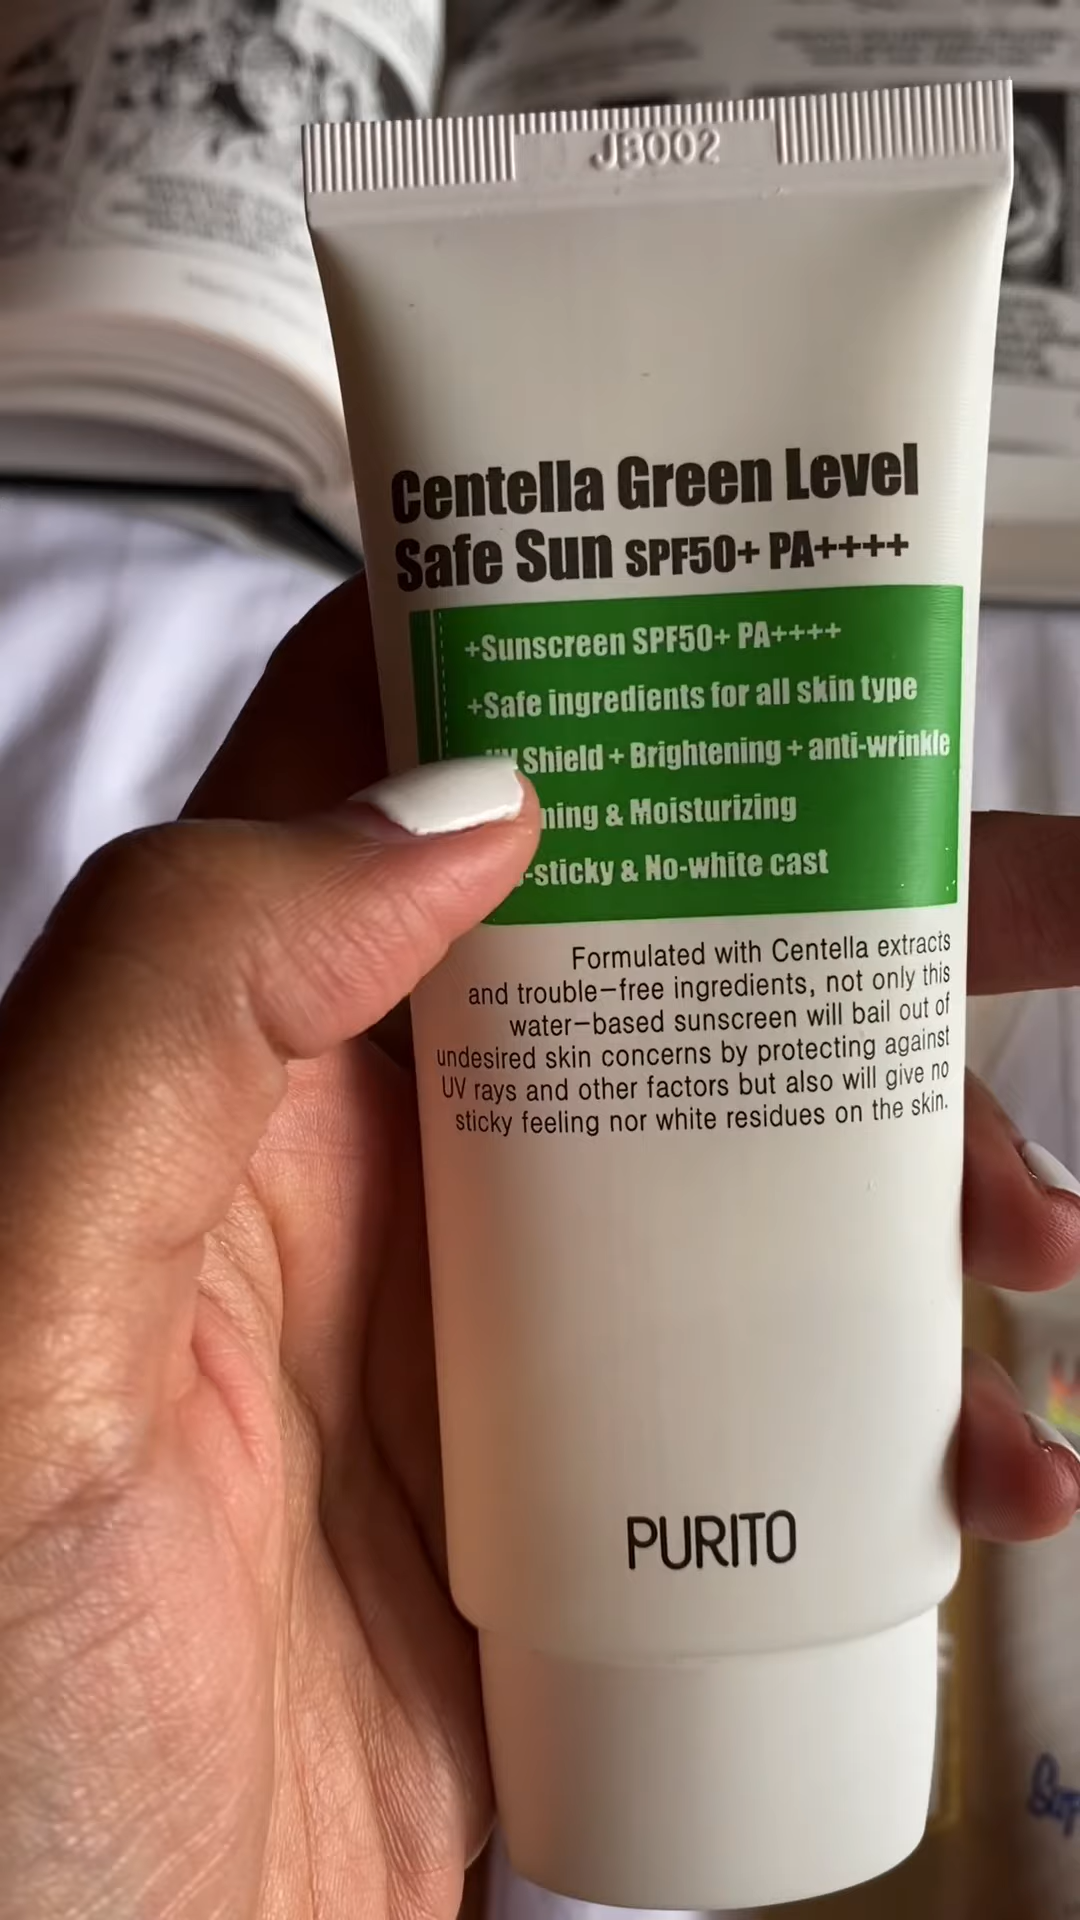 J3002
Centella Green Level
Safe Sun SPF50+ PA++++
+Sunscreen SPF50+ PA++++
+Safe ingredients for all skin type
Shield + Brightening + anti-wrinkle
& Moisturizing
-sticky & No-white cast
Formulated with Centella extracts
and trouble-free ingredients, not only this
water-based sunscreen will bail out of
undesired skin concerns by protecting against
UV rays and other factors but also will give no
sticky feeling nor white residues on the skin.
PURITO